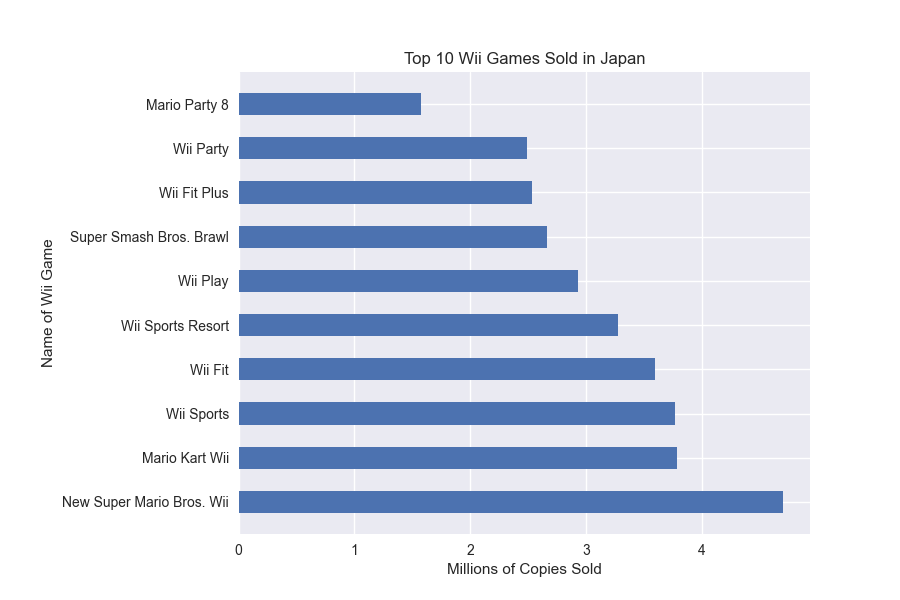 Top 10 Wii Games Sold in Japan
Name of Wii Game
Mario Party 8
Wii Party
Wii Fit Plus
Super Smash Bros. Brawl
Wii Play
Wii Sports Resort
Wii Fit
Wii Sports
Mario Kart Wii
New Super Mario Bros. Wii
0 1 2 3 4
Millions of Copies Sold